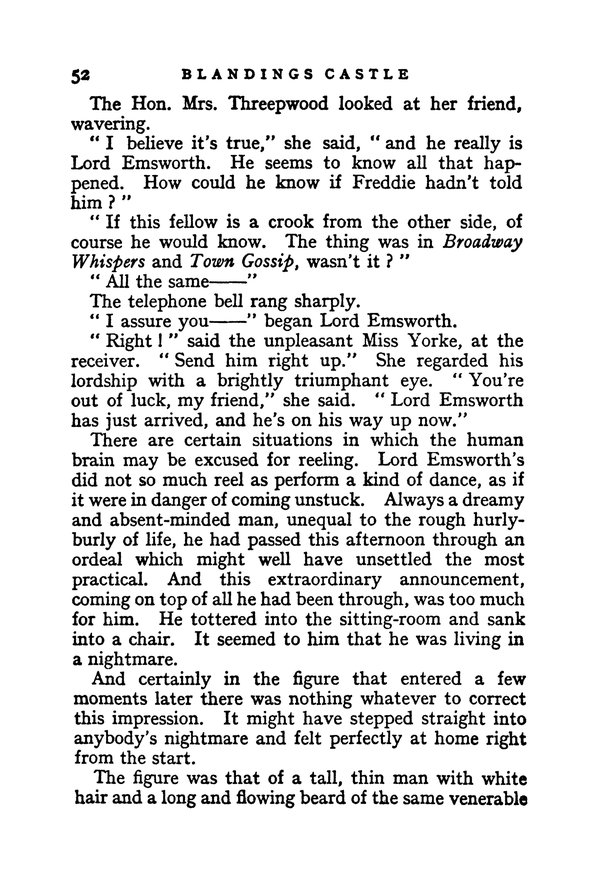 52 BLANDINGS CASTLE
The Hon. Mrs. Threepwood looked at her friend,
wavering.
" I believe it's true," she said, " and he really is
Lord Emsworth. He seems to know all that hap-
pened. How could he know if Freddie hadn't told
him ? "
" If this fellow is a crook from the other side, of
course he would know. The thing was in Broadway
Whispers and Town Gossip, wasn't it ? "
" All the same——"
The telephone bell rang sharply.
" I assure you——" began Lord Emsworth.
" Right ! " said the unpleasant Miss Yorke, at the
receiver. " Send him right up." She regarded his
lordship with a brightly triumphant eye. " You're
out of luck, my friend," she said. " Lord Emsworth
has just arrived, and he's on his way up now."
There are certain situations in which the human
brain may be excused for reeling. Lord Emsworth's
did not so much reel as perform a kind of dance, as if
it were in danger of coming unstuck. Always a dreamy
and absent-minded man, unequal to the rough hurly-
burly of life, he had passed this afternoon through an
ordeal which might well have unsettled the most
practical. And this extraordinary announcement,
coming on top of all he had been through, was too much
for him. He tottered into the sitting-room and sank
into a chair. It seemed to him that he was living in
a nightmare.
And certainly in the figure that entered a few
moments later there was nothing whatever to correct
this impression. It might have stepped straight into
anybody's nightmare and felt perfectly at home right
from the start.
The figure was that of a tall, thin man with white
hair and a long and flowing beard of the same venerable